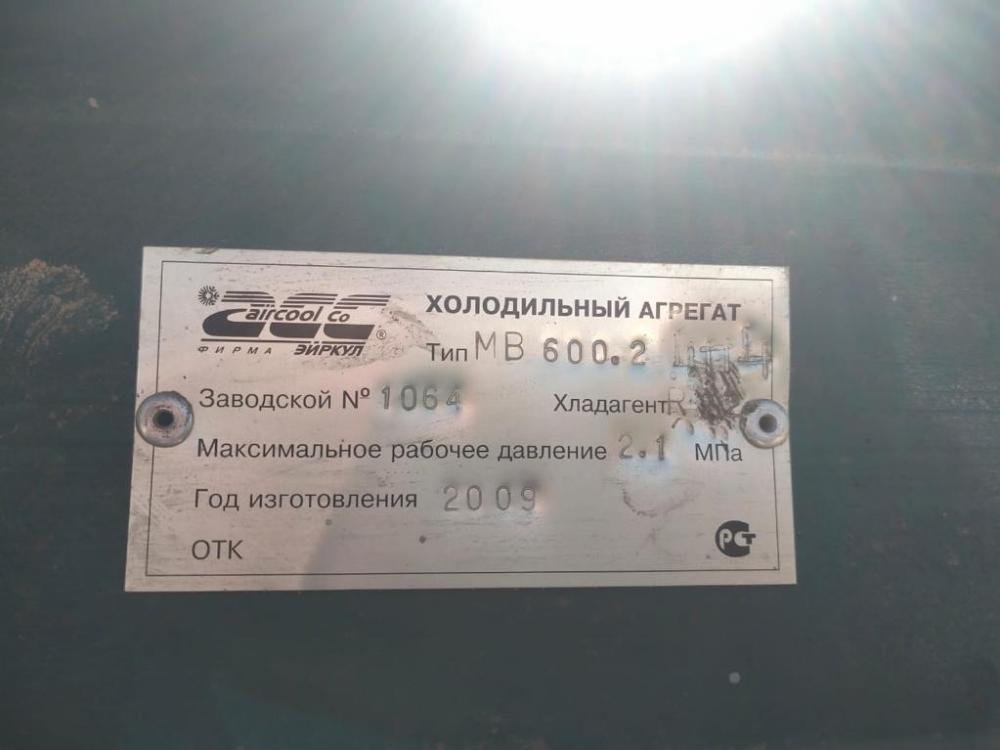 aircool co
ФИРМА ЭЙРКУЛ ®
ХОЛОДИЛЬНЫЙ АГРЕГАТ
Тип МВ 600.2
Заводской № 1064
Хладагент R
Максимальное рабочее давление 2.1 МПа
Год изготовления 2009
ОТК
РСТ